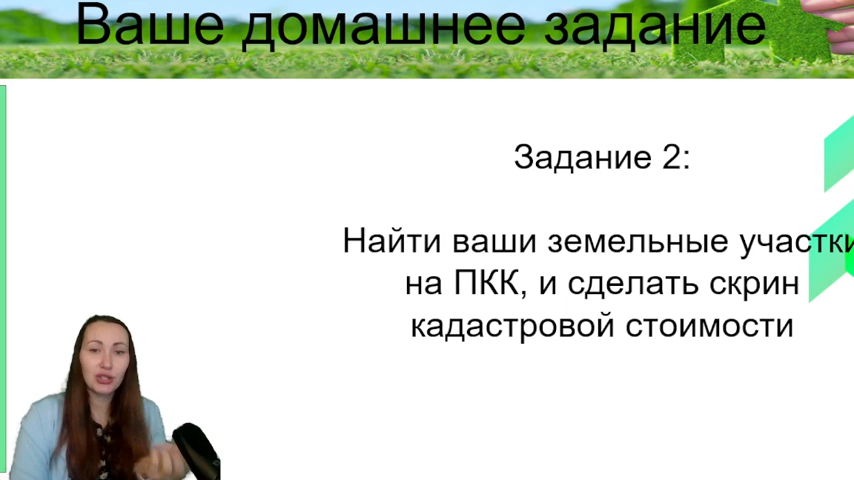 Ваше домашнее задание
Задание 2:
Найти ваши земельные участки
на ПКК, и сделать скрин
кадастровой стоимости